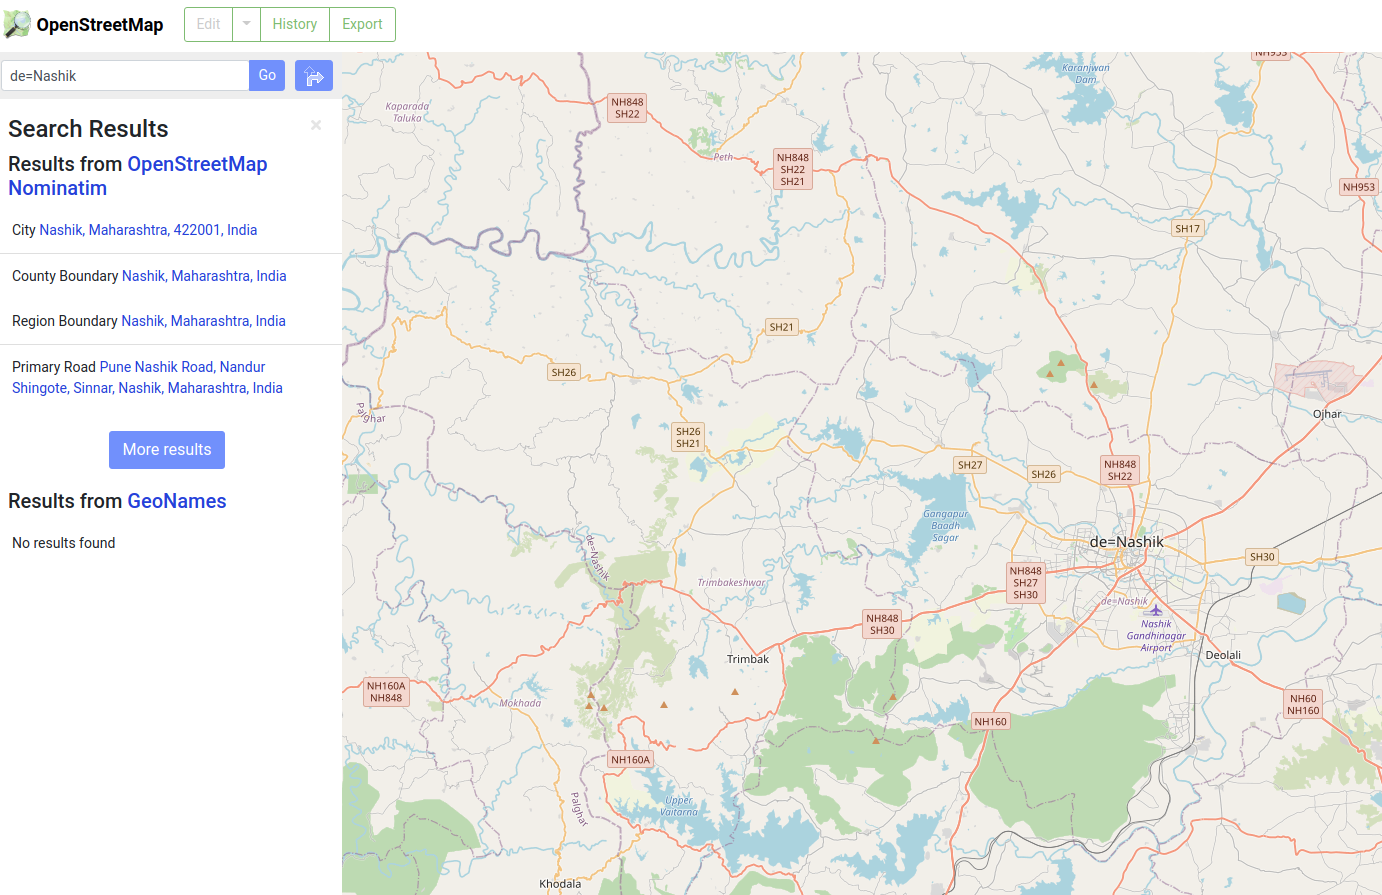 OpenStreetMap
Edit
History
Export
de=Nashik
Go
Search Results
Results from OpenStreetMap
Nominatim
City Nashik, Maharashtra, 422001, India
County Boundary Nashik, Maharashtra, India
Region Boundary Nashik, Maharashtra, India
Primary Road Pune Nashik Road, Nandur
Shingote, Sinnar, Nashik, Maharashtra, India
More results
Results from GeoNames
No results found
NH953
Karanjwan
Dam
Kaparada
Taluka
NH848
SH22
Peth
NH848
SH22
SH21
NH953
SH17
SH21
SH26
Palghar
Ojhar
SH26
SH21
SH27
SH26
NH848
SH22
Gangapur
Baadh
Sagar
de=Nashik
de=Nashik
SH30
Trimbakeshwar
NH848
SH27
SH30
de=Nashik
Nashik
Gandhinagar
Airport
NH848
SH30
Trimbak
Deolali
NH160A
NH848
Mokhada
NH60
NH160
NH160
NH160A
Palghar
Upper
Vaitarna
Khodala